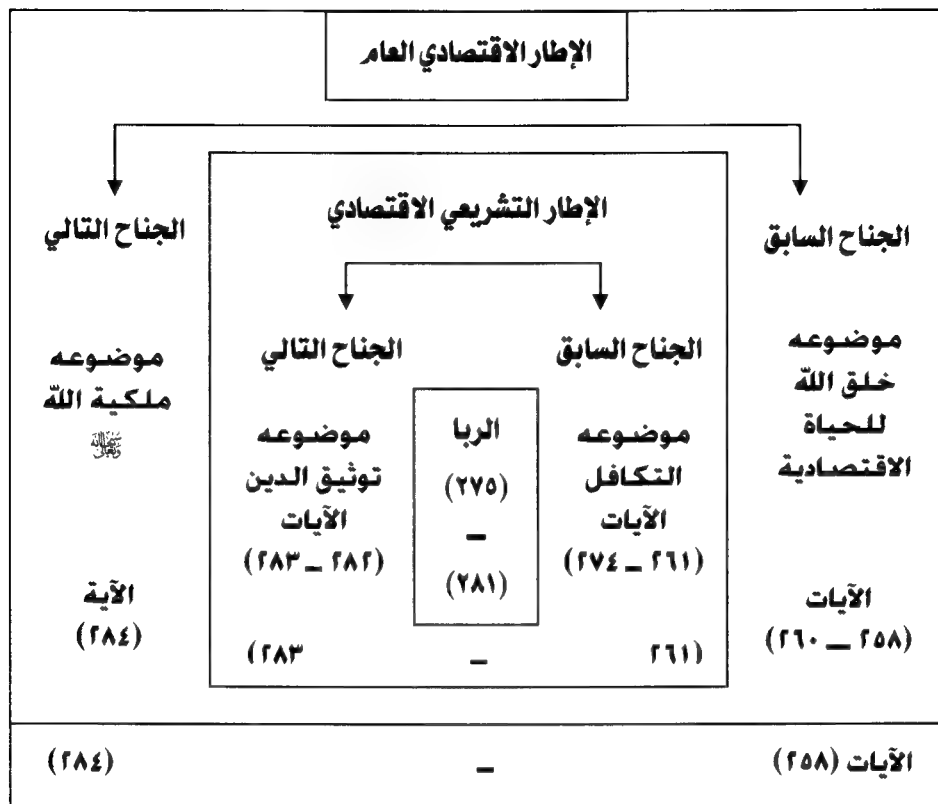 الإطار الاقتصادي العام
الجناح السابق
موضوعه
خلق الله
للحياة
الاقتصادية
الآيات
(٢٥٨ – ٢٦٠)
الإطار التشريعي الاقتصادي
الجناح السابق
موضوعه
التكافل
الآيات
(٢٦١ – ٢٧٤)
الربا
(٢٧٥)
–
(٢٨١)
الجناح التالي
موضوعه
توثيق الدين
الآيات
(٢٨٢ – ٢٨٣)
(٢٦١ – ٢٨٣)
الجناح التالي
موضوعه
ملكية الله
الآية
(٢٨٤)
الآيات (٢٥٨) – (٢٨٤)